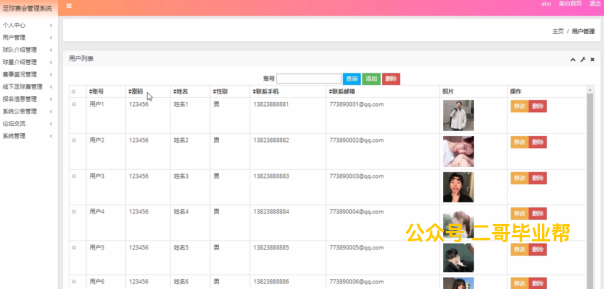 足球赛会管理系统
abo 前台首页 退出
个人中心
用户管理
球队介绍管理
球星介绍管理
赛事盛况管理
线下足球赛管理
报名信息管理
系统公告管理
论坛交流
系统管理
主页 / 用户管理
用户列表
账号 查询 添加 删除
账号 密码 姓名 性别 联系手机 联系邮箱 照片 操作
用户1 123456 姓名1 男 13823888881 773890001@qq.com 修改 删除
用户2 123456 姓名2 男 13823888882 773890002@qq.com 修改 删除
用户3 123456 姓名3 男 13823888883 773890003@qq.com 修改 删除
用户4 123456 姓名4 男 13823888884 773890004@qq.com 修改 删除
公众号 二哥毕业帮
用户5 123456 姓名5 男 13823888885 773890005@qq.com 修改 删除
用户6 123456 姓名6 男 13823888886 773890006@qq.com 修改 删除